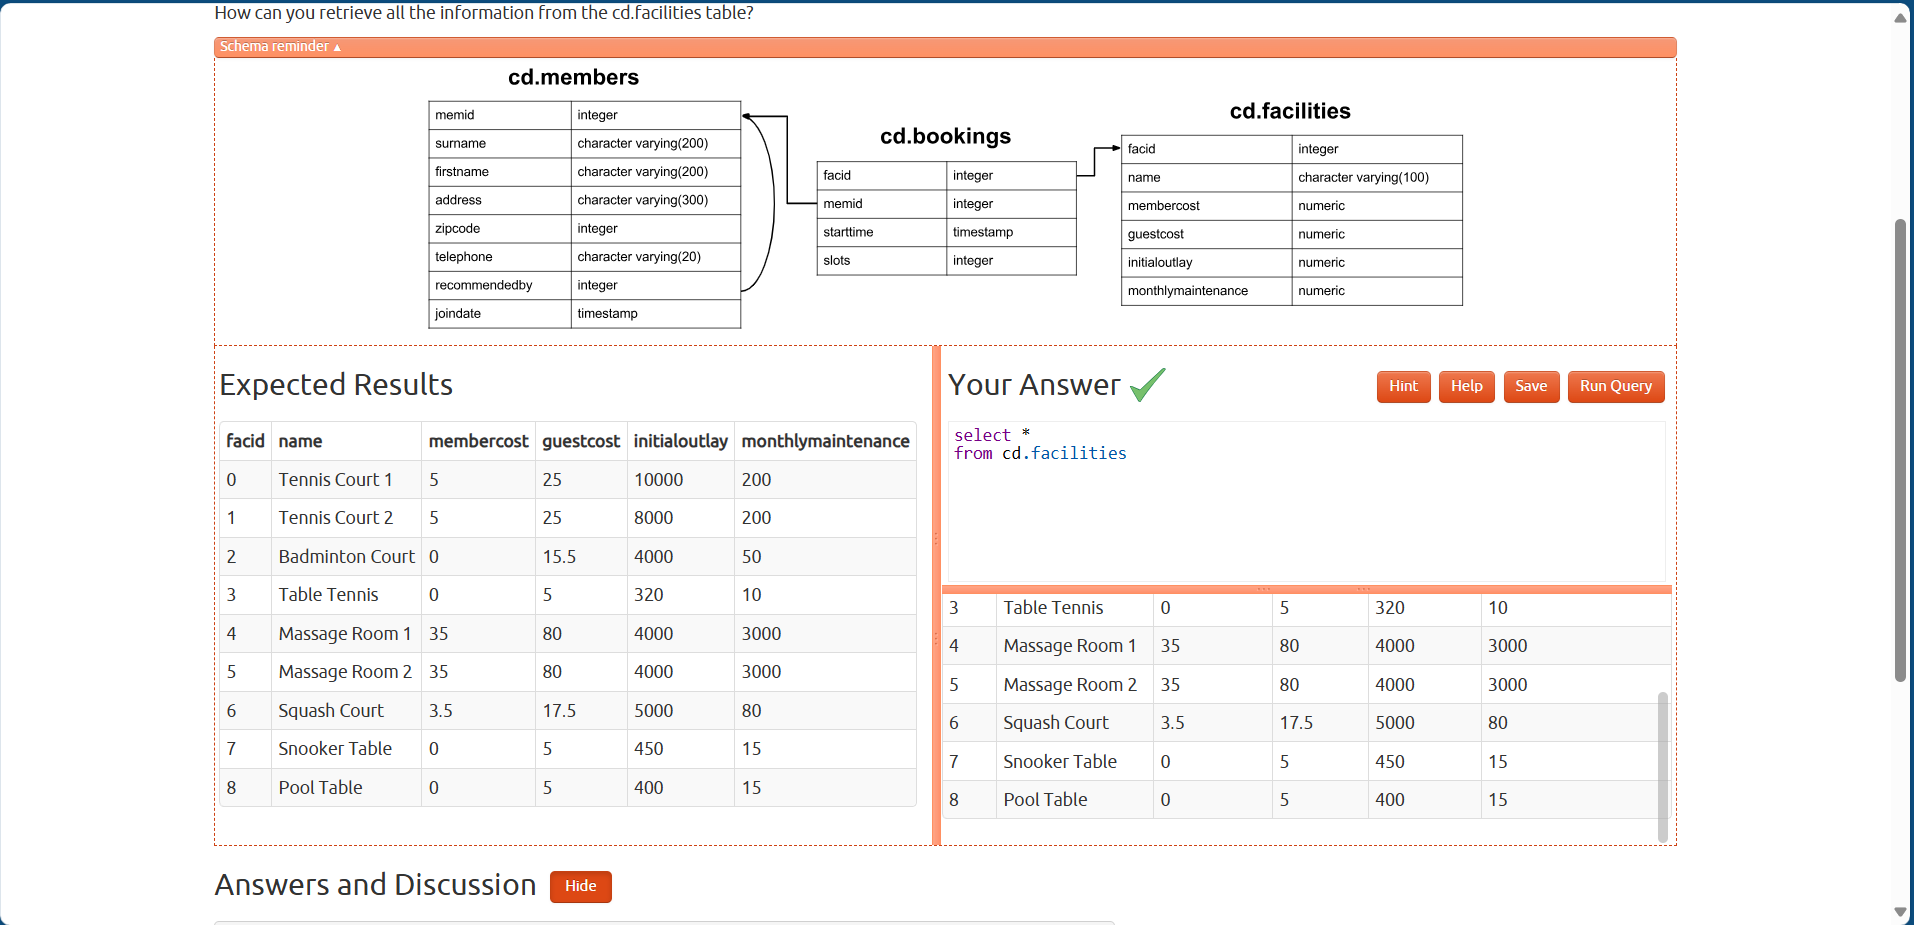 How can you retrieve all the information from the cd.facilities table?
Schema reminder ▲
cd.members
memid integer
surname character varying(200)
firstname character varying(200)
address character varying(300)
zipcode integer
telephone character varying(20)
recommendedby integer
joindate timestamp
cd.bookings
facid integer
memid integer
starttime timestamp
slots integer
cd.facilities
facid integer
name character varying(100)
membercost numeric
guestcost numeric
initialoutlay numeric
monthlymaintenance numeric
Expected Results
facid name membercost guestcost initialoutlay monthlymaintenance
0 Tennis Court 1 5 25 10000 200
1 Tennis Court 2 5 25 8000 200
2 Badminton Court 0 15.5 4000 50
3 Table Tennis 0 5 320 10
4 Massage Room 1 35 80 4000 3000
5 Massage Room 2 35 80 4000 3000
6 Squash Court 3.5 17.5 5000 80
7 Snooker Table 0 5 450 15
8 Pool Table 0 5 400 15
Your Answer
Hint Help Save Run Query
select *
from cd.facilities
3 Table Tennis 0 5 320 10
4 Massage Room 1 35 80 4000 3000
5 Massage Room 2 35 80 4000 3000
6 Squash Court 3.5 17.5 5000 80
7 Snooker Table 0 5 450 15
8 Pool Table 0 5 400 15
Answers and Discussion Hide